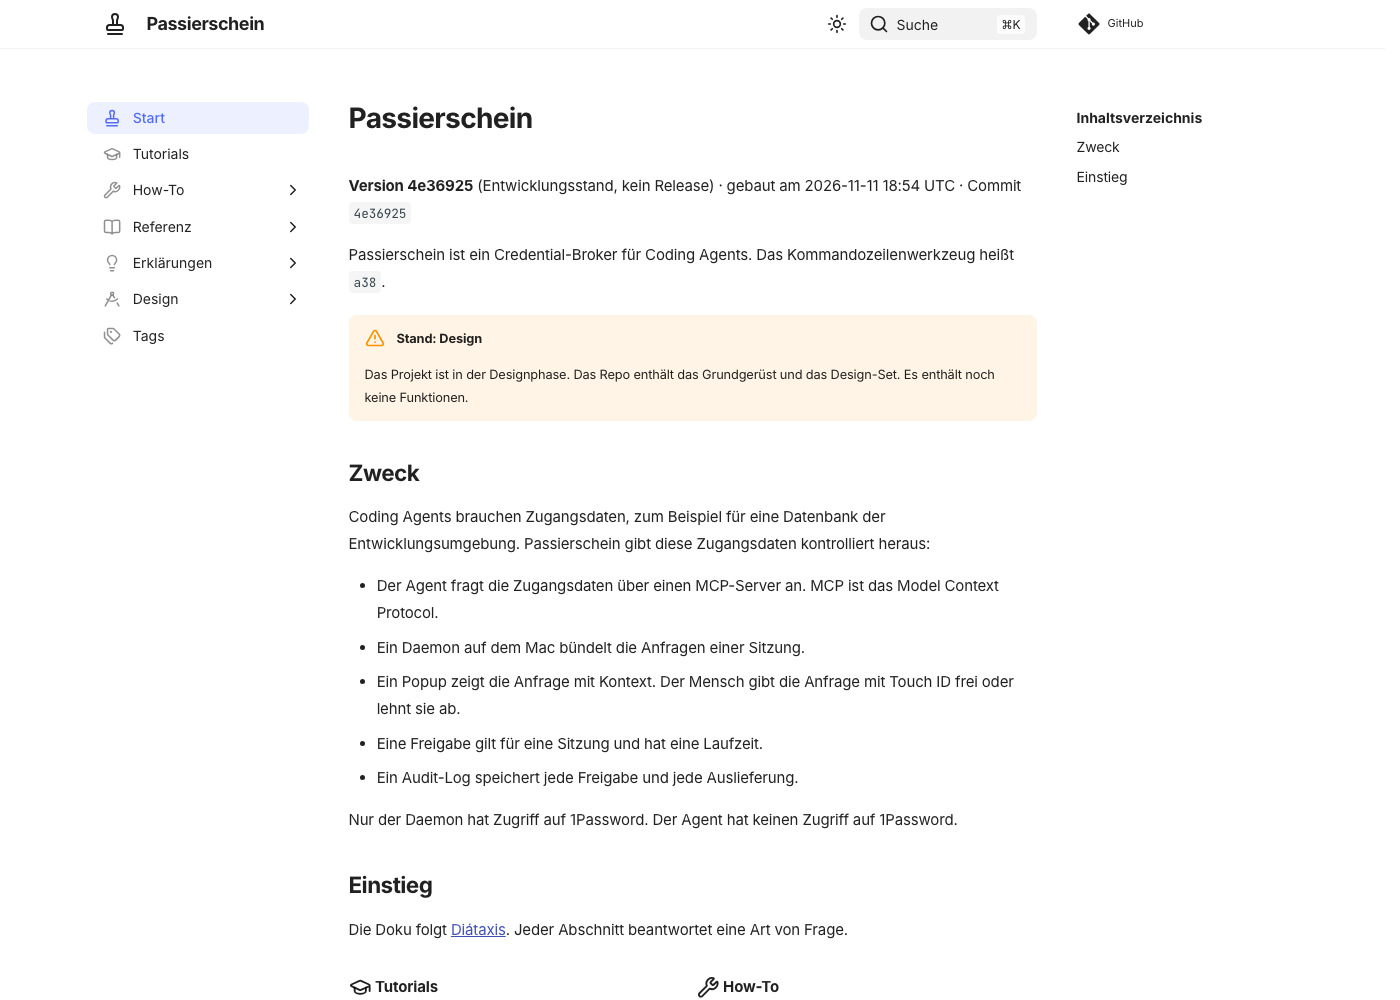 Passierschein
Suche
⌘K
GitHub
Start
Tutorials
How-To
Referenz
Erklärungen
Design
Tags
Passierschein
Version 4e36925 (Entwicklungsstand, kein Release) · gebaut am 2026-11-11 18:54 UTC · Commit
4e36925
Passierschein ist ein Credential-Broker für Coding Agents. Das Kommandozeilenwerkzeug heißt
a38.
Stand: Design
Das Projekt ist in der Designphase. Das Repo enthält das Grundgerüst und das Design-Set. Es enthält noch
keine Funktionen.
Zweck
Coding Agents brauchen Zugangsdaten, zum Beispiel für eine Datenbank der
Entwicklungsumgebung. Passierschein gibt diese Zugangsdaten kontrolliert heraus:
• Der Agent fragt die Zugangsdaten über einen MCP-Server an. MCP ist das Model Context
Protocol.
• Ein Daemon auf dem Mac bündelt die Anfragen einer Sitzung.
• Ein Popup zeigt die Anfrage mit Kontext. Der Mensch gibt die Anfrage mit Touch ID frei oder
lehnt sie ab.
• Eine Freigabe gilt für eine Sitzung und hat eine Laufzeit.
• Ein Audit-Log speichert jede Freigabe und jede Auslieferung.
Nur der Daemon hat Zugriff auf 1Password. Der Agent hat keinen Zugriff auf 1Password.
Einstieg
Die Doku folgt Diátaxis. Jeder Abschnitt beantwortet eine Art von Frage.
Tutorials
How-To
Inhaltsverzeichnis
Zweck
Einstieg